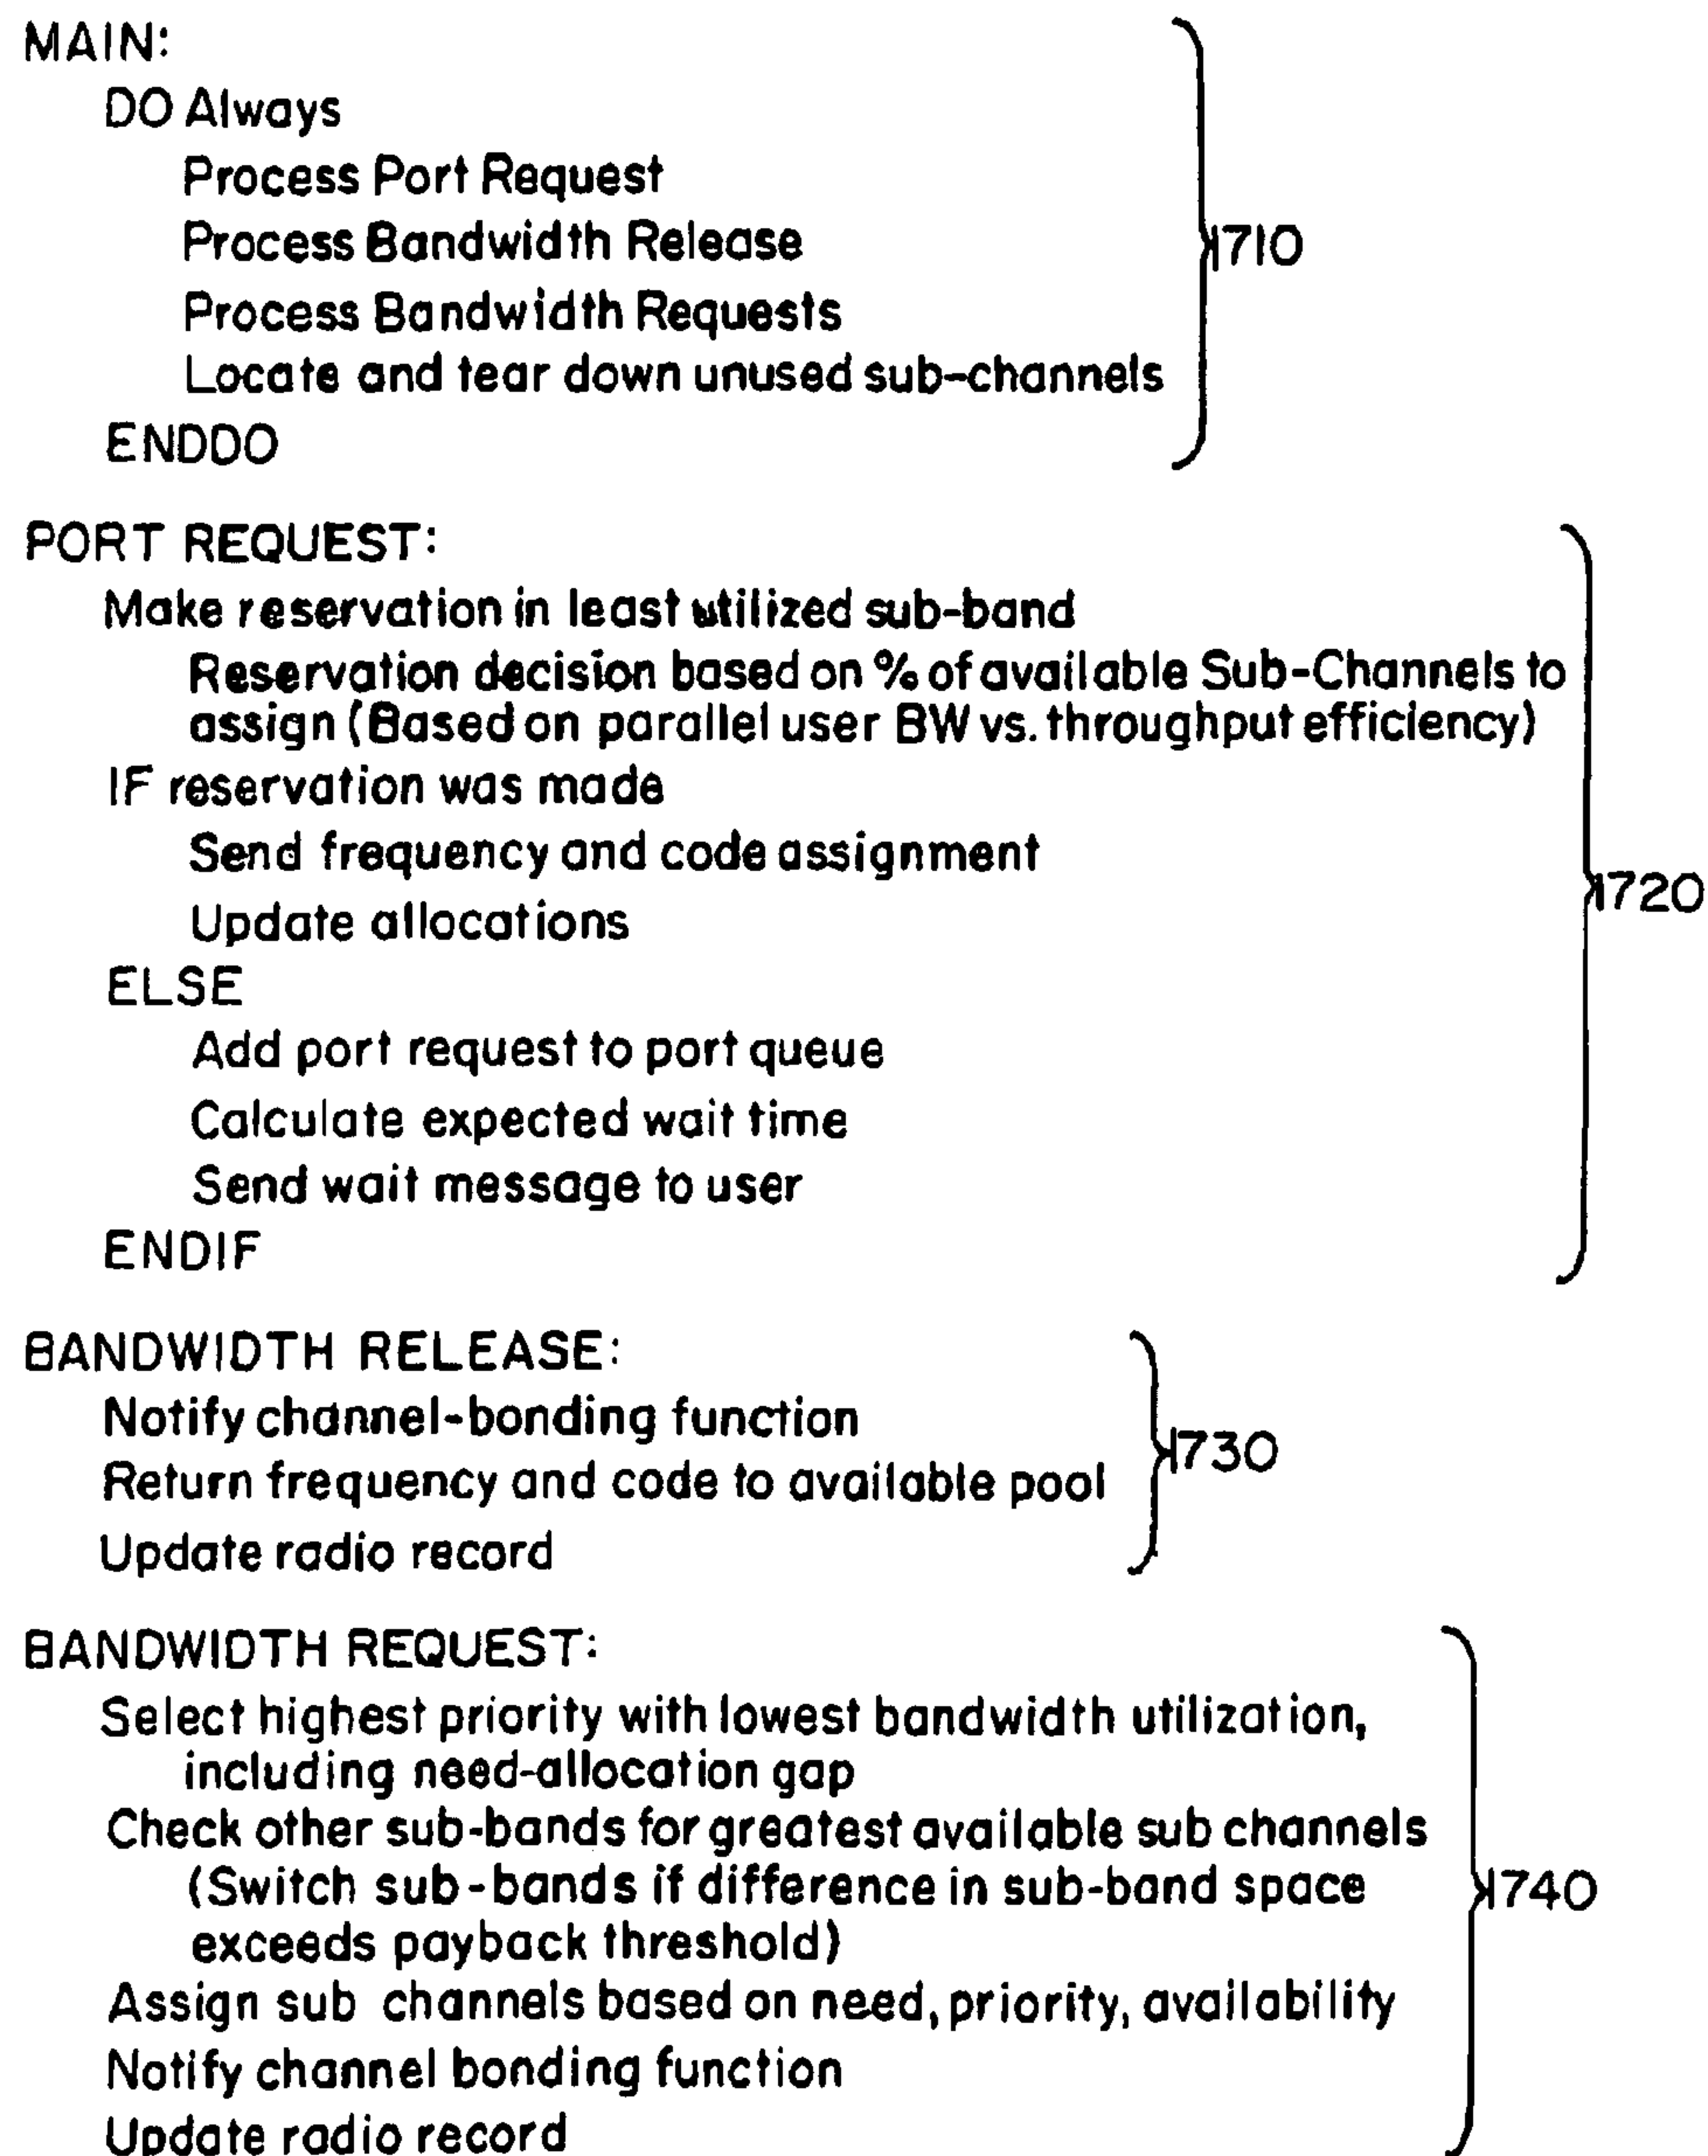 MAIN:
DO Always
Process Port Request
Process Bandwidth Release
1710
Process Bandwidth Requests
Locate and tear down unused sub-channels
ENDDO
PORT REQUEST:
Make reservation in least utilized sub-band
Reservation decision based on % of available Sub-Channels to
assign (Based on parallel user BW vs. throughput efficiency)
IF reservation was made
Send frequency and code assignment
1720
Update allocations
ELSE
Add port request to port queue
Calculate expected wait time
Send wait message to user
ENDIF
BANDWIDTH RELEASE:
Notify channel-bonding function
1730
Return frequency and code to available pool
Update radio record
BANDWIDTH REQUEST:
Select highest priority with lowest bandwidth utilization,
including need-allocation gap
Check other sub-bands for greatest available sub channels
(Switch sub-bands if difference in sub-band space
1740
exceeds payback threshold)
Assign sub channels based on need, priority, availability
Notify channel bonding function
Update radio record